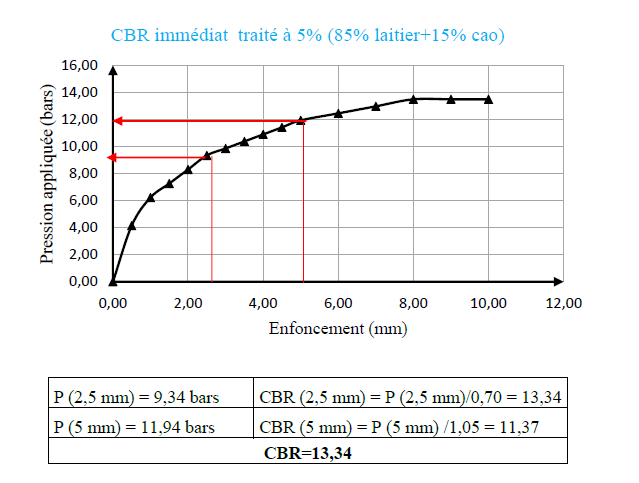 CBR immédiat traité à 5% (85% laitier+15% cao)
Pression appliquée (bars)
16,00
14,00
12,00
10,00
8,00
6,00
4,00
2,00
0,00
0,00 2,00 4,00 6,00 8,00 10,00 12,00
Enfoncement (mm)
P (2,5 mm) = 9,34 bars CBR (2,5 mm) = P (2,5 mm)/0,70 = 13,34
P (5 mm) = 11,94 bars CBR (5 mm) = P (5 mm) /1,05 = 11,37
CBR=13,34